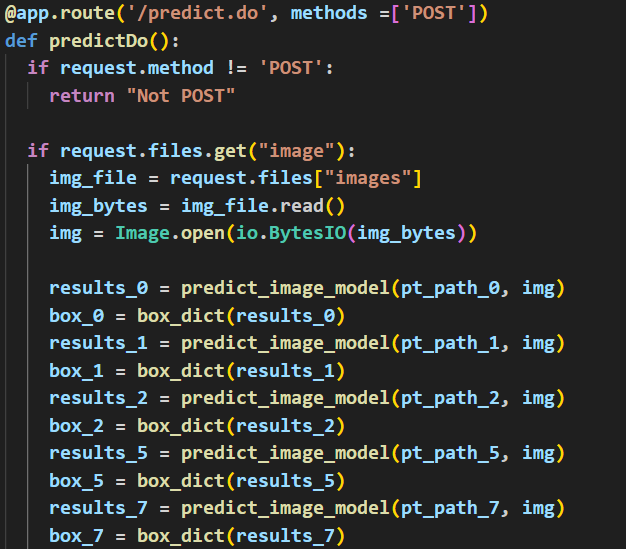 @app.route('/predict.do', methods =['POST'])
def predictDo():
  if request.method != 'POST':
    return "Not POST"

  if request.files.get("image"):
    img_file = request.files["images"]
    img_bytes = img_file.read()
    img = Image.open(io.BytesIO(img_bytes))

    results_0 = predict_image_model(pt_path_0, img)
    box_0 = box_dict(results_0)
    results_1 = predict_image_model(pt_path_1, img)
    box_1 = box_dict(results_1)
    results_2 = predict_image_model(pt_path_2, img)
    box_2 = box_dict(results_2)
    results_5 = predict_image_model(pt_path_5, img)
    box_5 = box_dict(results_5)
    results_7 = predict_image_model(pt_path_7, img)
    box_7 = box_dict(results_7)